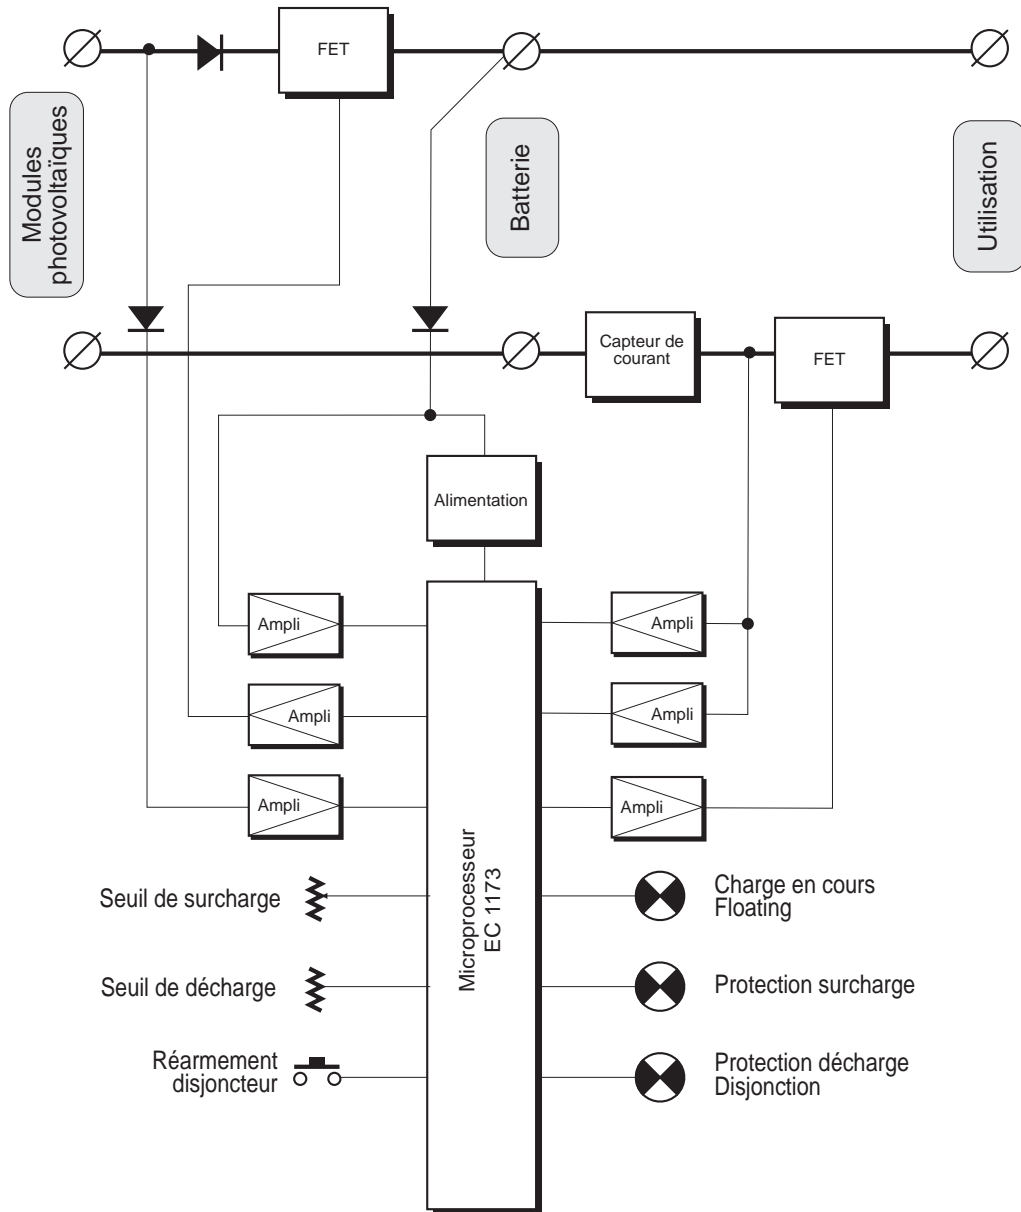 FET
Modules
photovoltaïques
Batterie
Utilisation
Capteur de
courant
FET
Alimentation
Ampli
Ampli
Ampli
Ampli
Ampli
Ampli
Microprocesseur
EC 1173
Seuil de surcharge
Charge en cours
Floating
Seuil de décharge
Protection surcharge
Réarmement
disjoncteur
Protection décharge
Disjonction